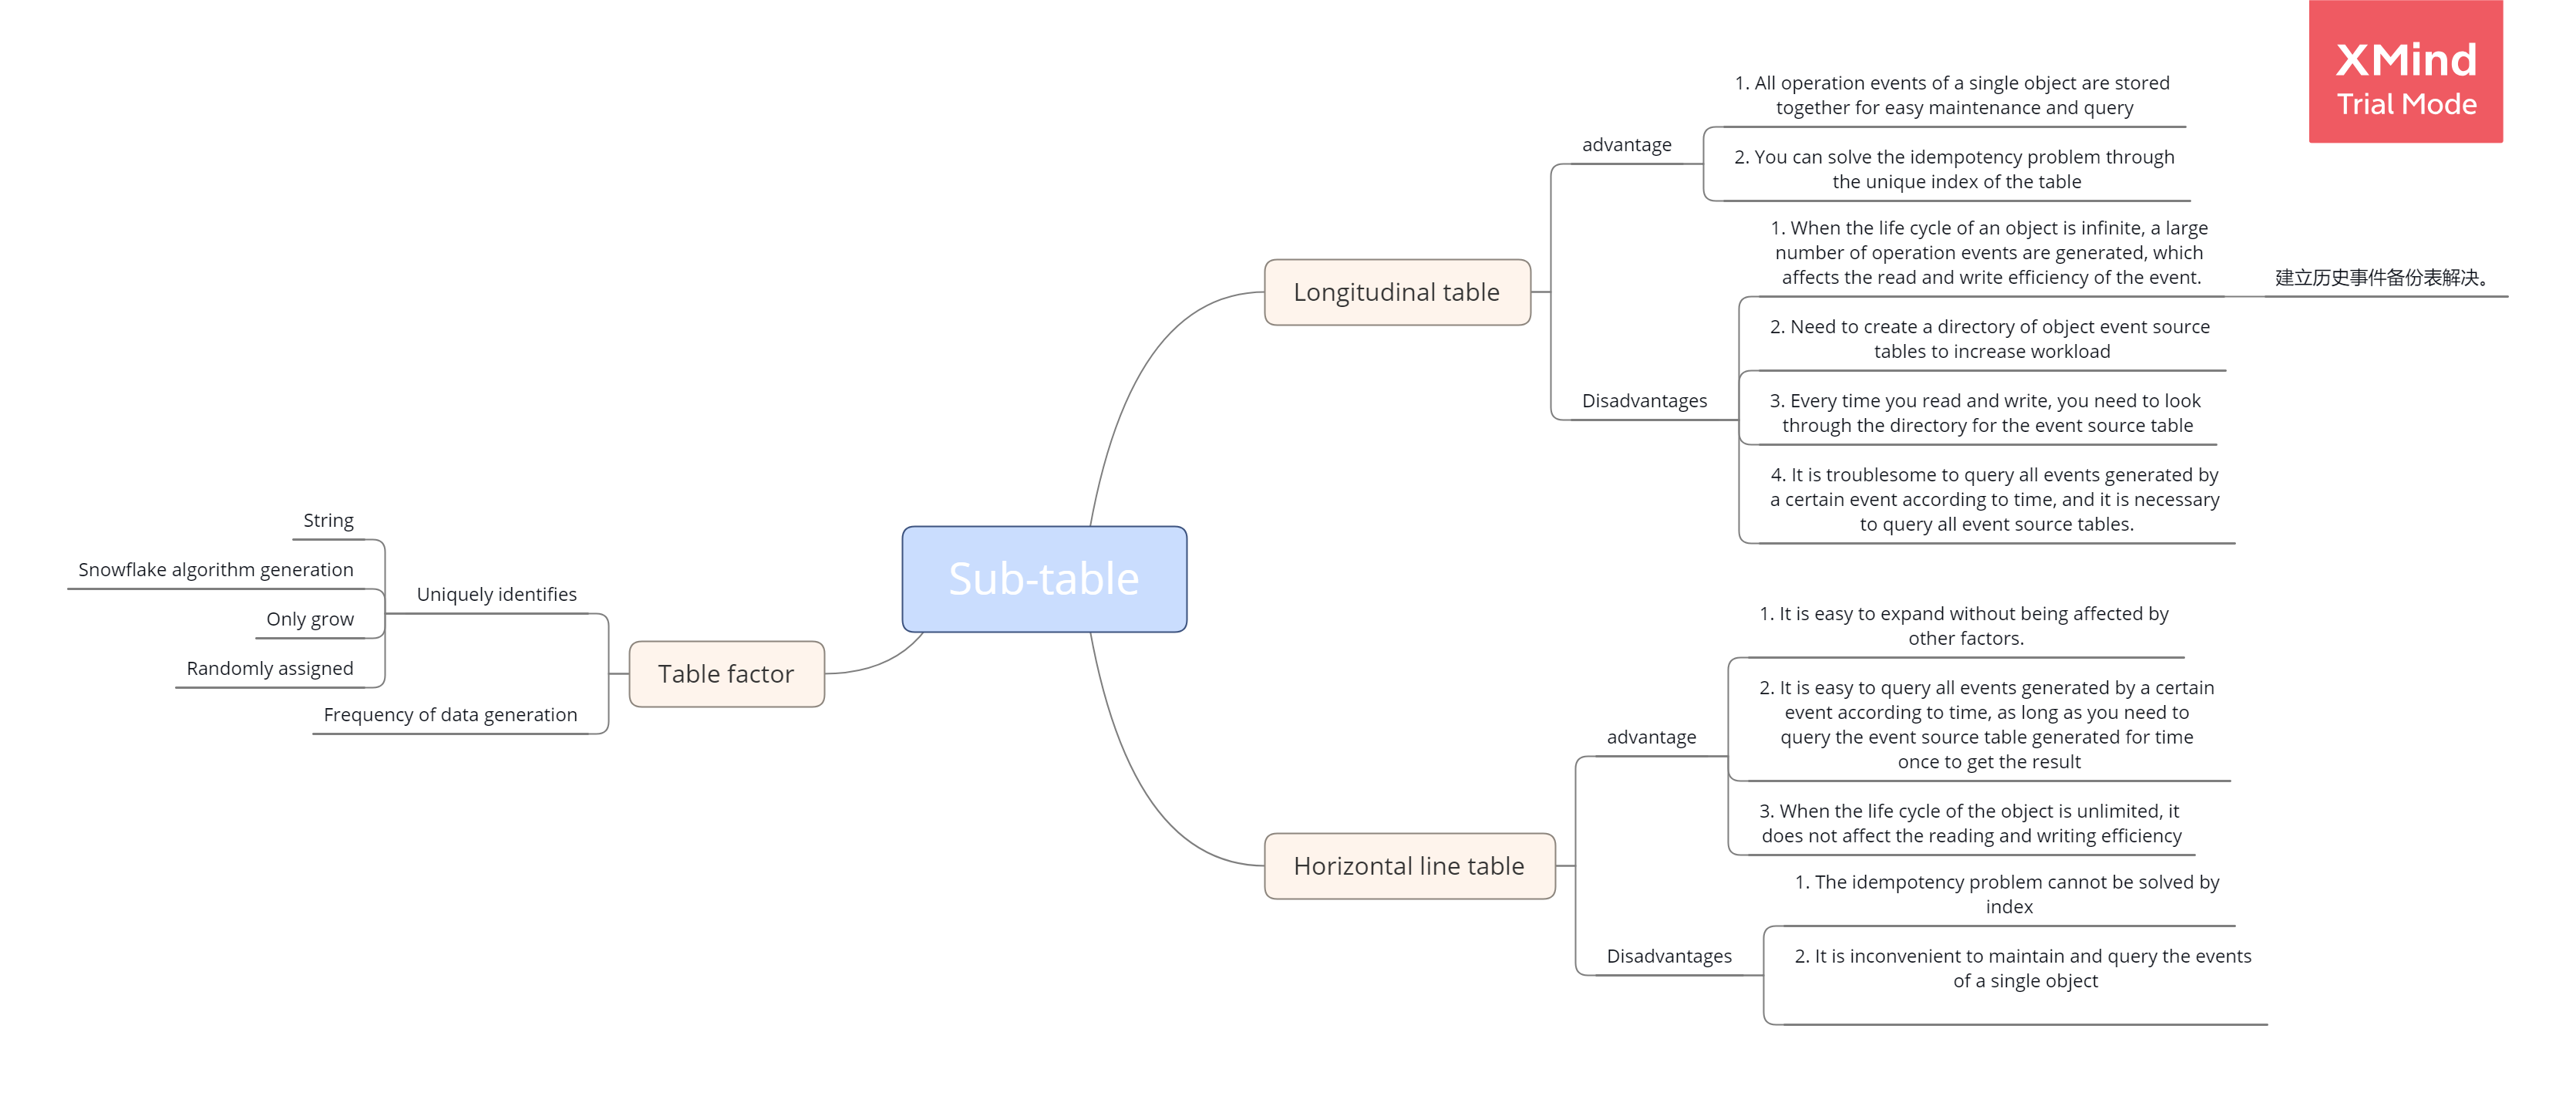 XMind
Trial Mode
Sub-table
Longitudinal table
advantage
1. All operation events of a single object are stored
together for easy maintenance and query
2. You can solve the idempotency problem through
the unique index of the table
Disadvantages
1. When the life cycle of an object is infinite, a large
number of operation events are generated, which
affects the read and write efficiency of the event.
建立历史事件备份表解决。
2. Need to create a directory of object event source
tables to increase workload
3. Every time you read and write, you need to look
through the directory for the event source table
4. It is troublesome to query all events generated by
a certain event according to time, and it is necessary
to query all event source tables.
Horizontal line table
advantage
1. It is easy to expand without being affected by
other factors.
2. It is easy to query all events generated by a certain
event according to time, as long as you need to
query the event source table generated for time
once to get the result
3. When the life cycle of the object is unlimited, it
does not affect the reading and writing efficiency
Disadvantages
1. The idempotency problem cannot be solved by
index
2. It is inconvenient to maintain and query the events
of a single object
Table factor
Uniquely identifies
String
Snowflake algorithm generation
Only grow
Randomly assigned
Frequency of data generation